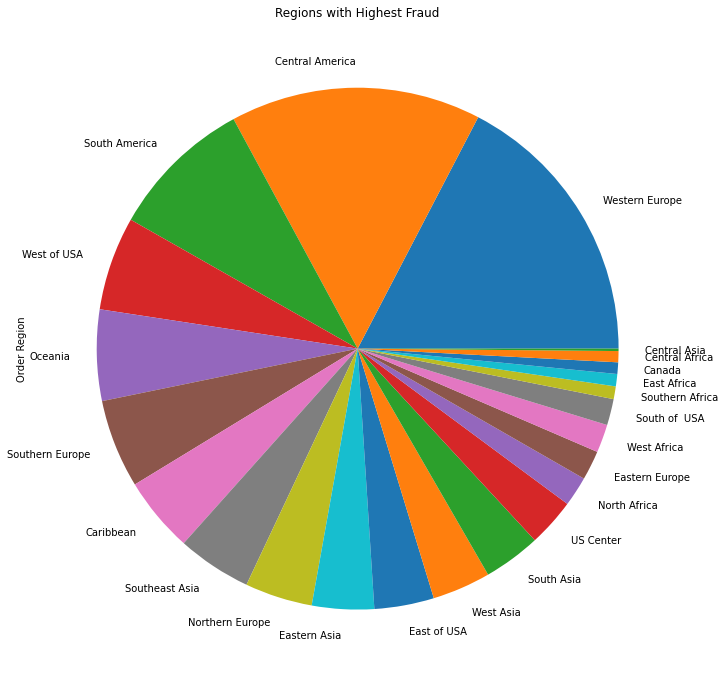 Regions with Highest Fraud
Central America
South America
Western Europe
West of USA
Order Region
Oceania
Central Asia
Central Africa
Canada
East Africa
Southern Africa
South of  USA
West Africa
Southern Europe
Eastern Europe
North Africa
Caribbean
US Center
South Asia
Southeast Asia
West Asia
Northern Europe
East of USA
Eastern Asia